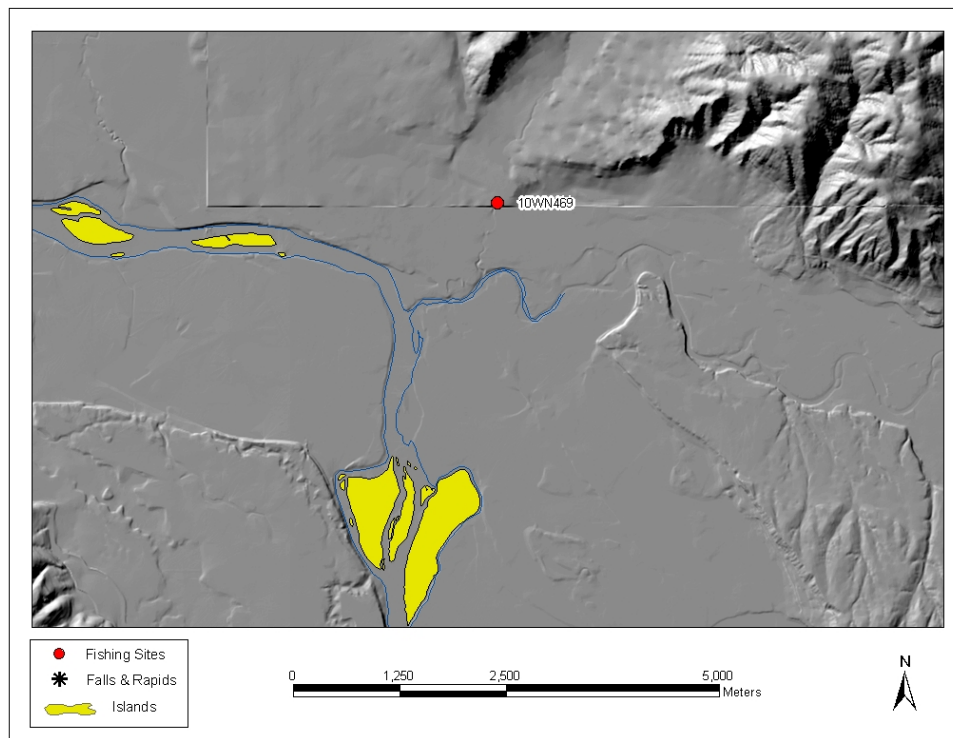 10WN469
Fishing Sites
Falls & Rapids
Islands
0 1,250 2,500 5,000
Meters
N